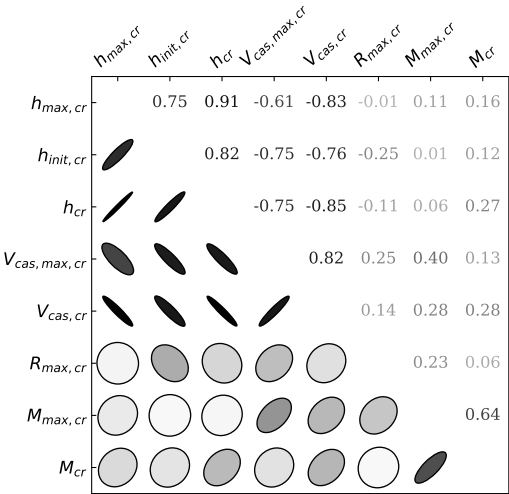 h_max,cr h_init,cr h_cr V_cas,max,cr V_cas,cr R_max,cr M_max,cr M_cr
h_max,cr 0.75 0.91 -0.61 -0.83 -0.01 0.11 0.16
h_init,cr 0.82 -0.75 -0.76 -0.25 0.01 0.12
h_cr -0.75 -0.85 -0.11 0.06 0.27
V_cas,max,cr 0.82 0.25 0.40 0.13
V_cas,cr 0.14 0.28 0.28
R_max,cr 0.23 0.06
M_max,cr 0.64
M_cr